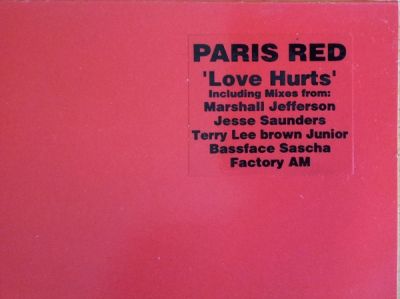 PARIS RED
'Love Hurts'
Including Mixes from:
Marshall Jefferson
Jesse Saunders
Terry Lee brown Junior
Bassface Sascha
Factory AM